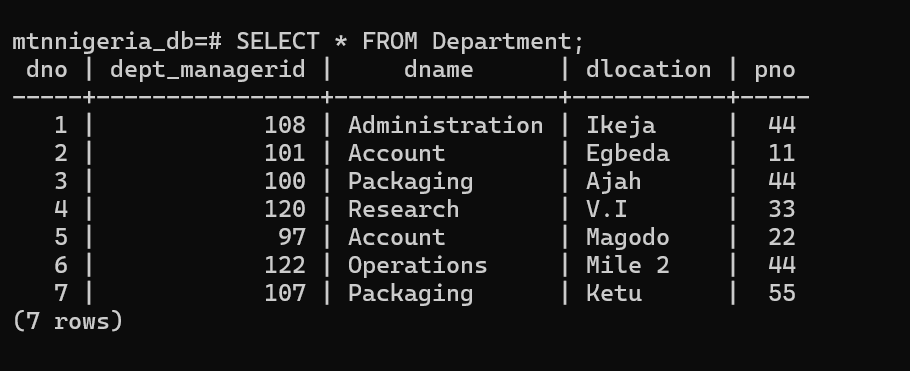 mtnnigeria_db=# SELECT * FROM Department;
 dno | dept_managerid |     dname      | dlocation | pno
-----+----------------+----------------+-----------+-----
   1 |            108 | Administration | Ikeja     |  44
   2 |            101 | Account        | Egbeda    |  11
   3 |            100 | Packaging      | Ajah      |  44
   4 |            120 | Research       | V.I       |  33
   5 |             97 | Account        | Magodo    |  22
   6 |            122 | Operations     | Mile 2    |  44
   7 |            107 | Packaging      | Ketu      |  55
(7 rows)